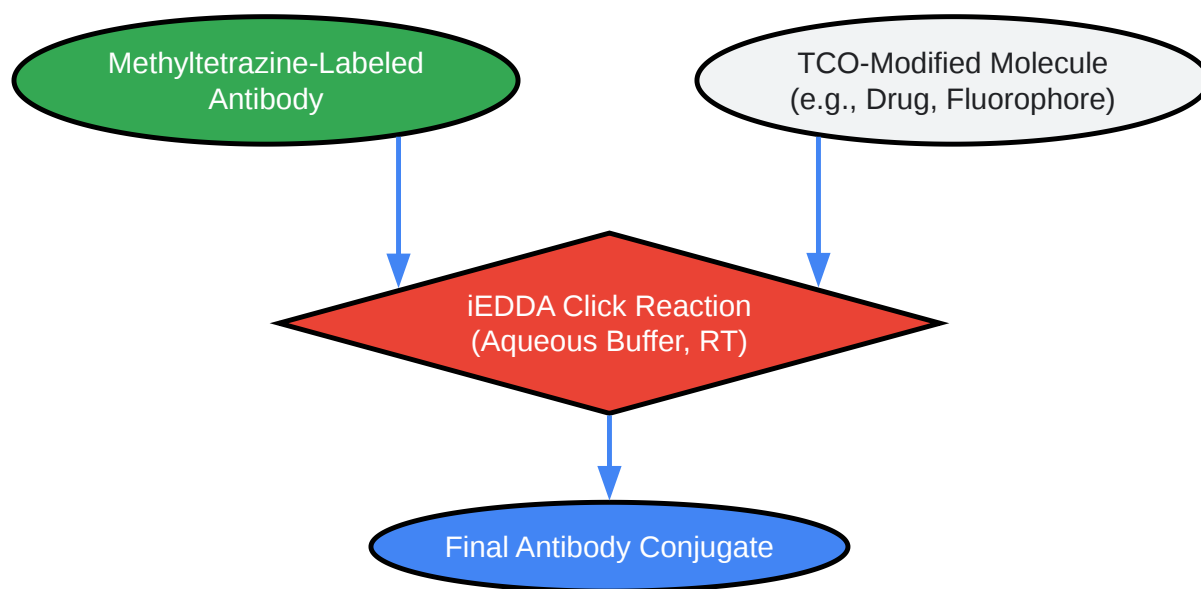 Methyltetrazine-Labeled
Antibody
TCO-Modified Molecule
(e.g., Drug, Fluorophore)
iEDDA Click Reaction
(Aqueous Buffer, RT)
Final Antibody Conjugate